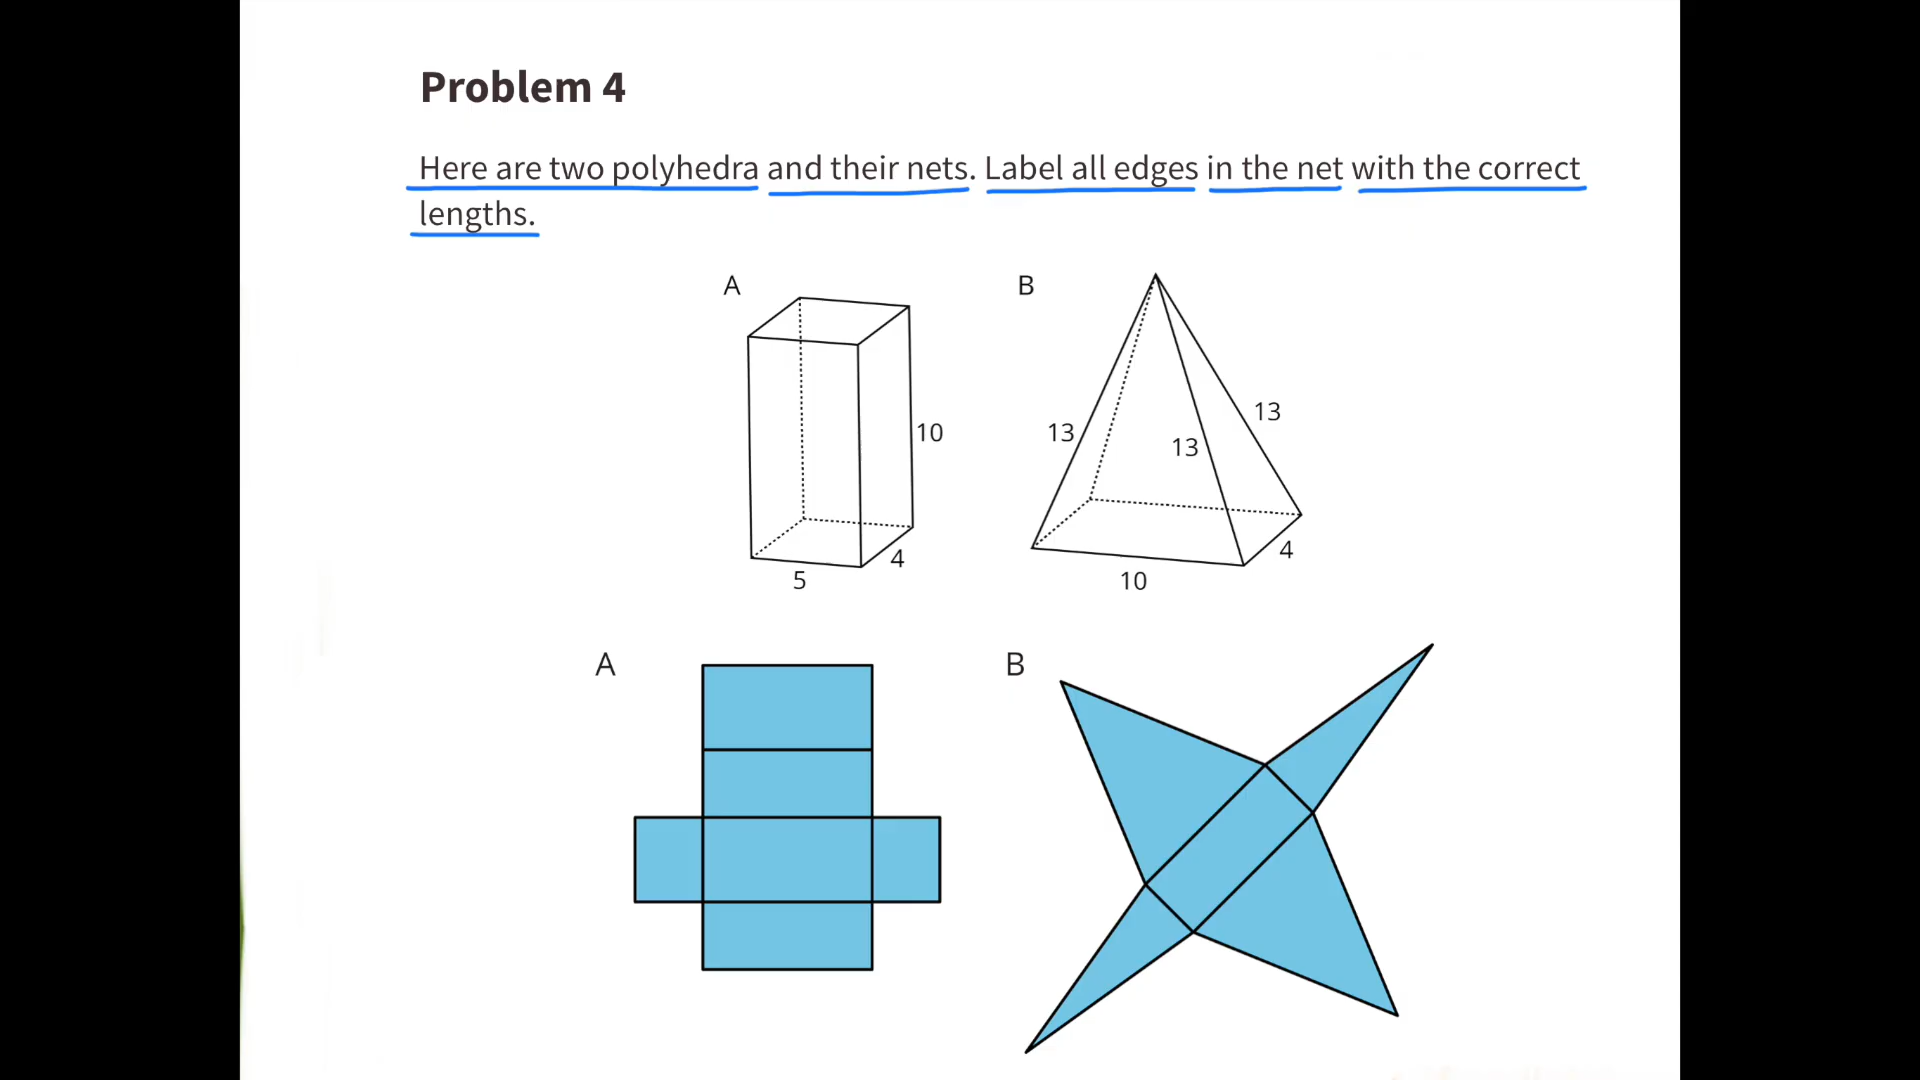 Problem 4
Here are two polyhedra and their nets. Label all edges in the net with the correct
lengths.
A
B
10
5
4
13
13
13
10
4
A
B